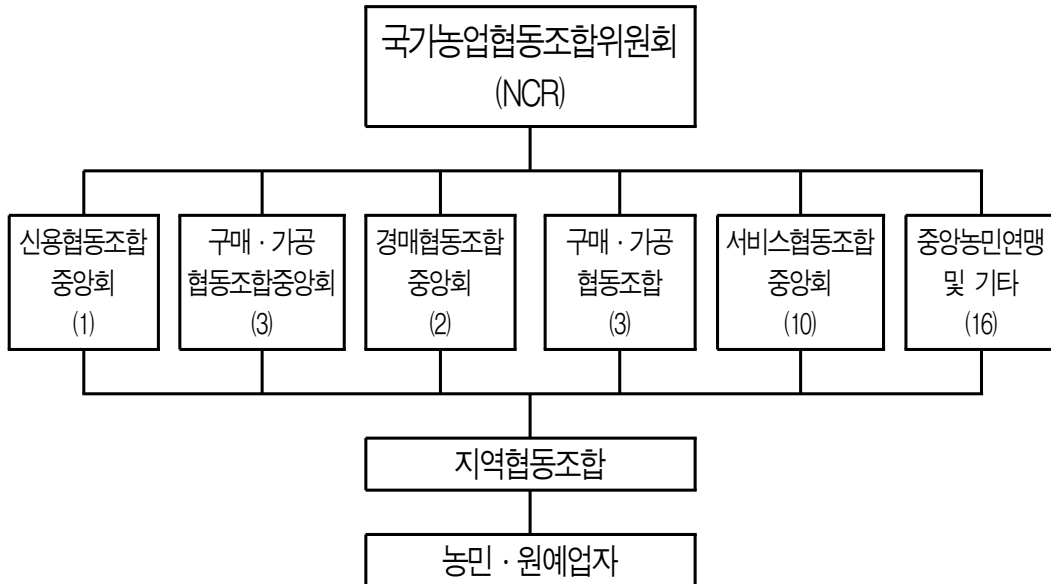 국가농업협동조합위원회
(NCR)
신용협동조합
중앙회
(1)
구매 · 가공
협동조합중앙회
(3)
경매협동조합
중앙회
(2)
구매 · 가공
협동조합
(3)
서비스협동조합
중앙회
(10)
중앙농민연맹
및 기타
(16)
지역협동조합
농민 · 원예업자